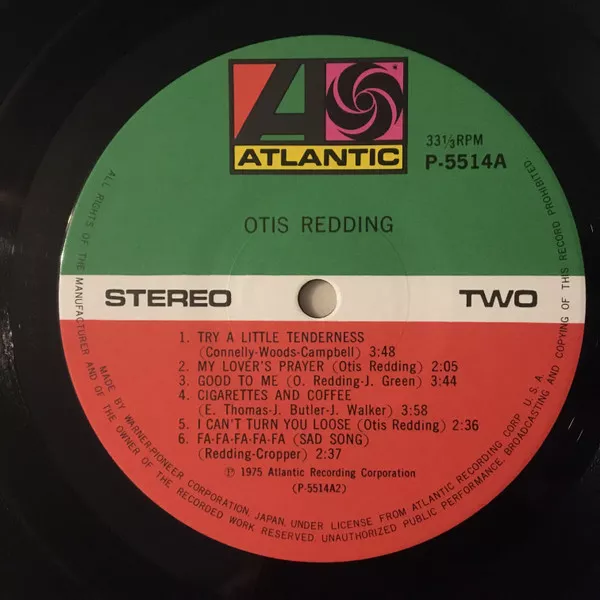 ATLANTIC
33⅓RPM
P-5514A
OTIS REDDING
STEREO
TWO
1. TRY A LITTLE TENDERNESS
(Connelly-Woods-Campbell) 3:48
2. MY LOVER'S PRAYER (Otis Redding) 2:05
3. GOOD TO ME (O. Redding-J. Green) 3:44
4. CIGARETTES AND COFFEE
(E. Thomas-J. Butler-J. Walker) 3:58
5. I CAN'T TURN YOU LOOSE (Otis Redding) 2:36
6. FA-FA-FA-FA-FA (SAD SONG)
(Redding-Cropper) 2:37
℗ 1975 Atlantic Recording Corporation
(P-5514A2)
MADE BY WARNER-PIONEER CORPORATION, JAPAN, UNDER LICENSE FROM ATLANTIC RECORDING CORP. U.S.A.
ALL RIGHTS OF THE MANUFACTURER AND OF THE OWNER OF THE RECORDED WORK RESERVED. UNAUTHORIZED PUBLIC PERFORMANCE, BROADCASTING AND COPYING OF THIS RECORD PROHIBITED.